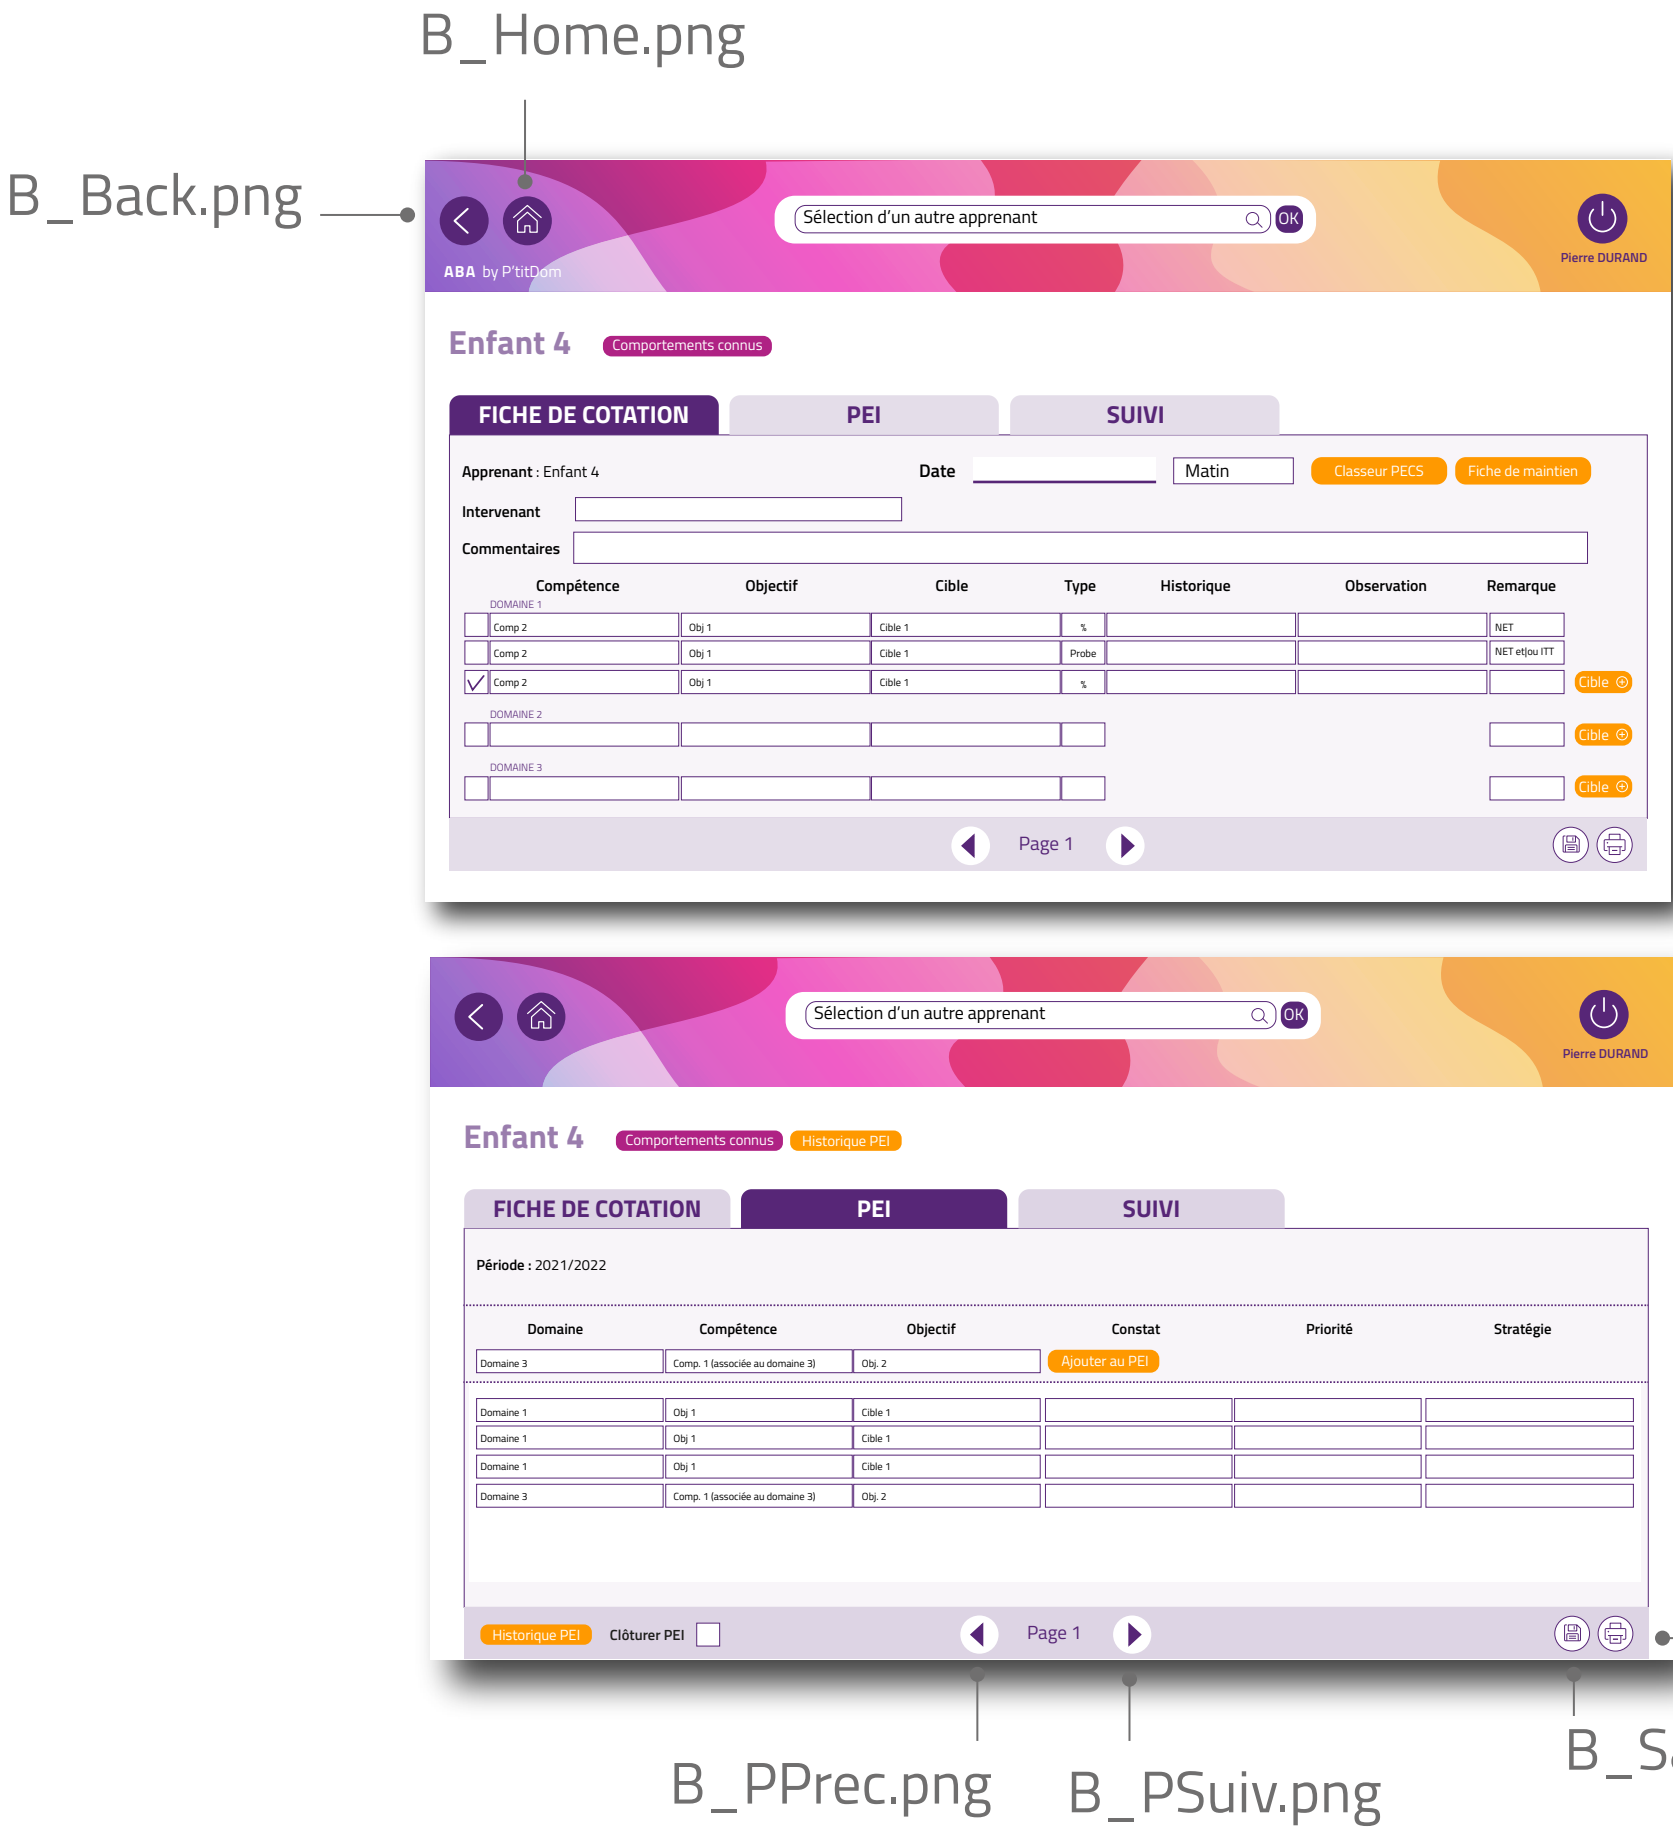 B_Home.png
B_Back.png
Sélection d'un autre apprenant OK
Pierre DURAND
ABA by P'titDom
Enfant 4 Comportements connus
FICHE DE COTATION PEI SUIVI
Apprenant : Enfant 4 Date Matin Classeur PECS Fiche de maintien
Intervenant
Commentaires
Compétence Objectif Cible Type Historique Observation Remarque
DOMAINE 1
Comp 2 Obj 1 Cible 1 % NET
Comp 2 Obj 1 Cible 1 Probe NET et|ou ITT
Comp 2 Obj 1 Cible 1 % Cible
DOMAINE 2
Cible
DOMAINE 3
Cible
Page 1
Sélection d'un autre apprenant OK
Pierre DURAND
Enfant 4 Comportements connus Historique PEI
FICHE DE COTATION PEI SUIVI
Période : 2021/2022
Domaine Compétence Objectif Constat Priorité Stratégie
Domaine 3 Comp. 1 (associée au domaine 3) Obj. 2 Ajouter au PEI
Domaine 1 Obj 1 Cible 1
Domaine 1 Obj 1 Cible 1
Domaine 1 Obj 1 Cible 1
Domaine 3 Comp. 1 (associée au domaine 3) Obj. 2
Historique PEI Clôturer PEI Page 1
B_PPrec.png B_PSuiv.png